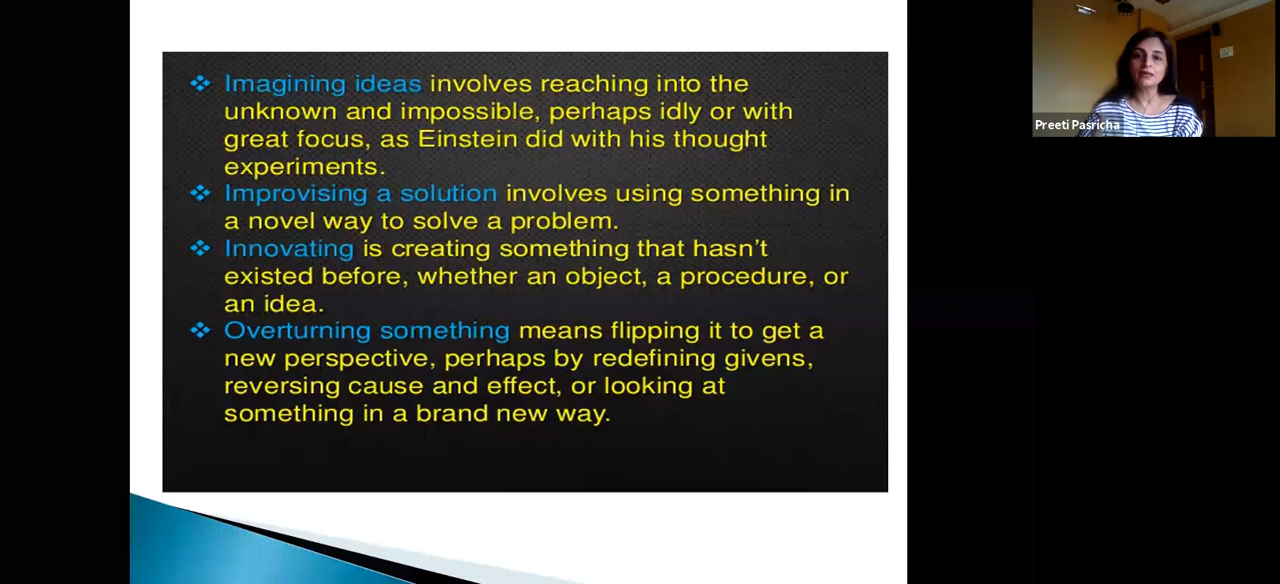 ❖ Imagining ideas involves reaching into the
unknown and impossible, perhaps idly or with
great focus, as Einstein did with his thought
experiments.
❖ Improvising a solution involves using something in
a novel way to solve a problem.
❖ Innovating is creating something that hasn't
existed before, whether an object, a procedure, or
an idea.
❖ Overturning something means flipping it to get a
new perspective, perhaps by redefining givens,
reversing cause and effect, or looking at
something in a brand new way.
Preeti Pasricha